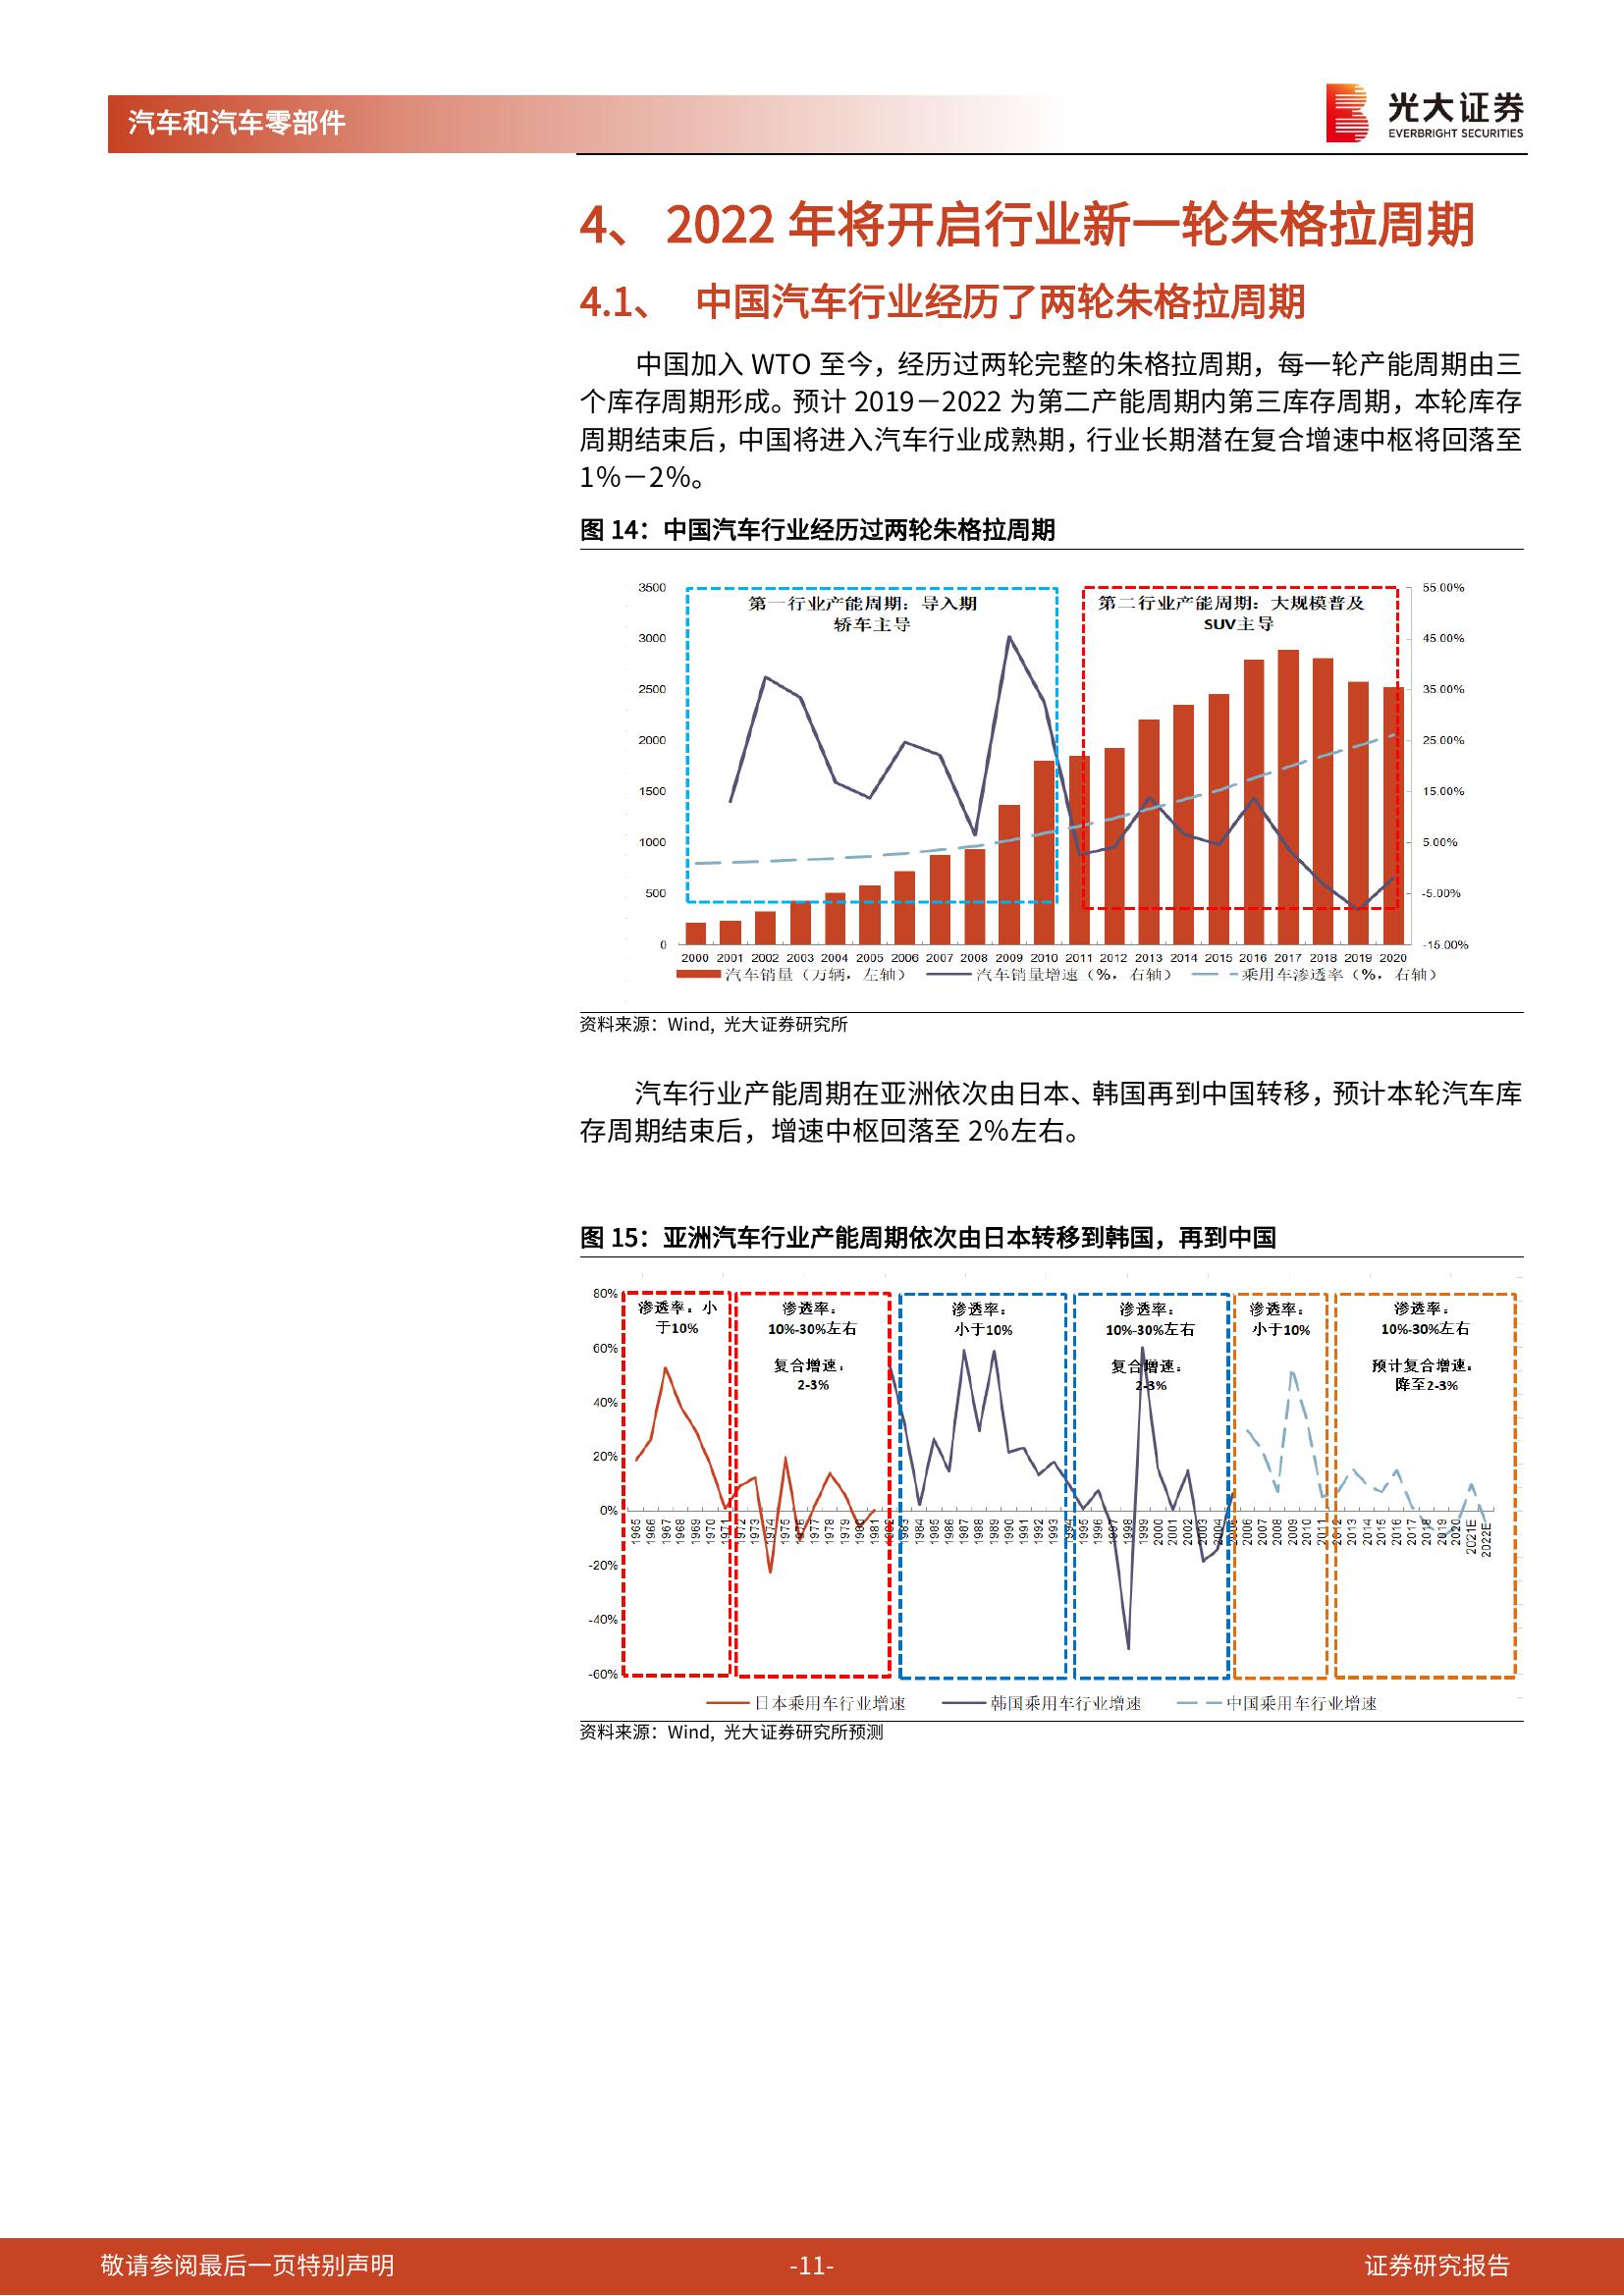 汽车和汽车零部件
光大证券
EVERBRIGHT SECURITIES
4、 2022 年将开启行业新一轮朱格拉周期
4.1、 中国汽车行业经历了两轮朱格拉周期
中国加入 WTO 至今，经历过两轮完整的朱格拉周期，每一轮产能周期由三
个库存周期形成。预计 2019－2022 为第二产能周期内第三库存周期，本轮库存
周期结束后，中国将进入汽车行业成熟期，行业长期潜在复合增速中枢将回落至
1%－2%。
图 14：中国汽车行业经历过两轮朱格拉周期
第一行业产能周期：导入期
轿车主导
第二行业产能周期：大规模普及
SUV主导
3500
3000
2500
2000
1500
1000
500
0
55.00%
45.00%
35.00%
25.00%
15.00%
5.00%
-5.00%
-15.00%
2000 2001 2002 2003 2004 2005 2006 2007 2008 2009 2010 2011 2012 2013 2014 2015 2016 2017 2018 2019 2020
汽车销量（万辆，左轴） 汽车销量增速（%，右轴） 乘用车渗透率（%，右轴）
资料来源：Wind，光大证券研究所
汽车行业产能周期在亚洲依次由日本、韩国再到中国转移，预计本轮汽车库
存周期结束后，增速中枢回落至 2%左右。
图 15：亚洲汽车行业产能周期依次由日本转移到韩国，再到中国
80%
60%
40%
20%
0%
-20%
-40%
-60%
渗透率：小
于10%
渗透率：
10%-30%左右
复合增速：
2-3%
渗透率：
小于10%
渗透率：
10%-30%左右
复合增速：
2-3%
渗透率：
小于10%
渗透率：
10%-30%左右
预计复合增速：
降至2-3%
1965 1966 1967 1968 1969 1970 1971 1972 1973 1974 1975 1976 1977 1978 1979 1980 1981 1982 1983 1984 1985 1986 1987 1988 1989 1990 1991 1992 1993 1994 1995 1996 1997 1998 1999 2000 2001 2002 2003 2004 2005 2006 2007 2008 2009 2010 2011 2012 2013 2014 2015 2016 2017 2018 2019 2020 2021E 2022E
日本乘用车行业增速 韩国乘用车行业增速 中国乘用车行业增速
资料来源：Wind，光大证券研究所预测
敬请参阅最后一页特别声明
-11-
证券研究报告